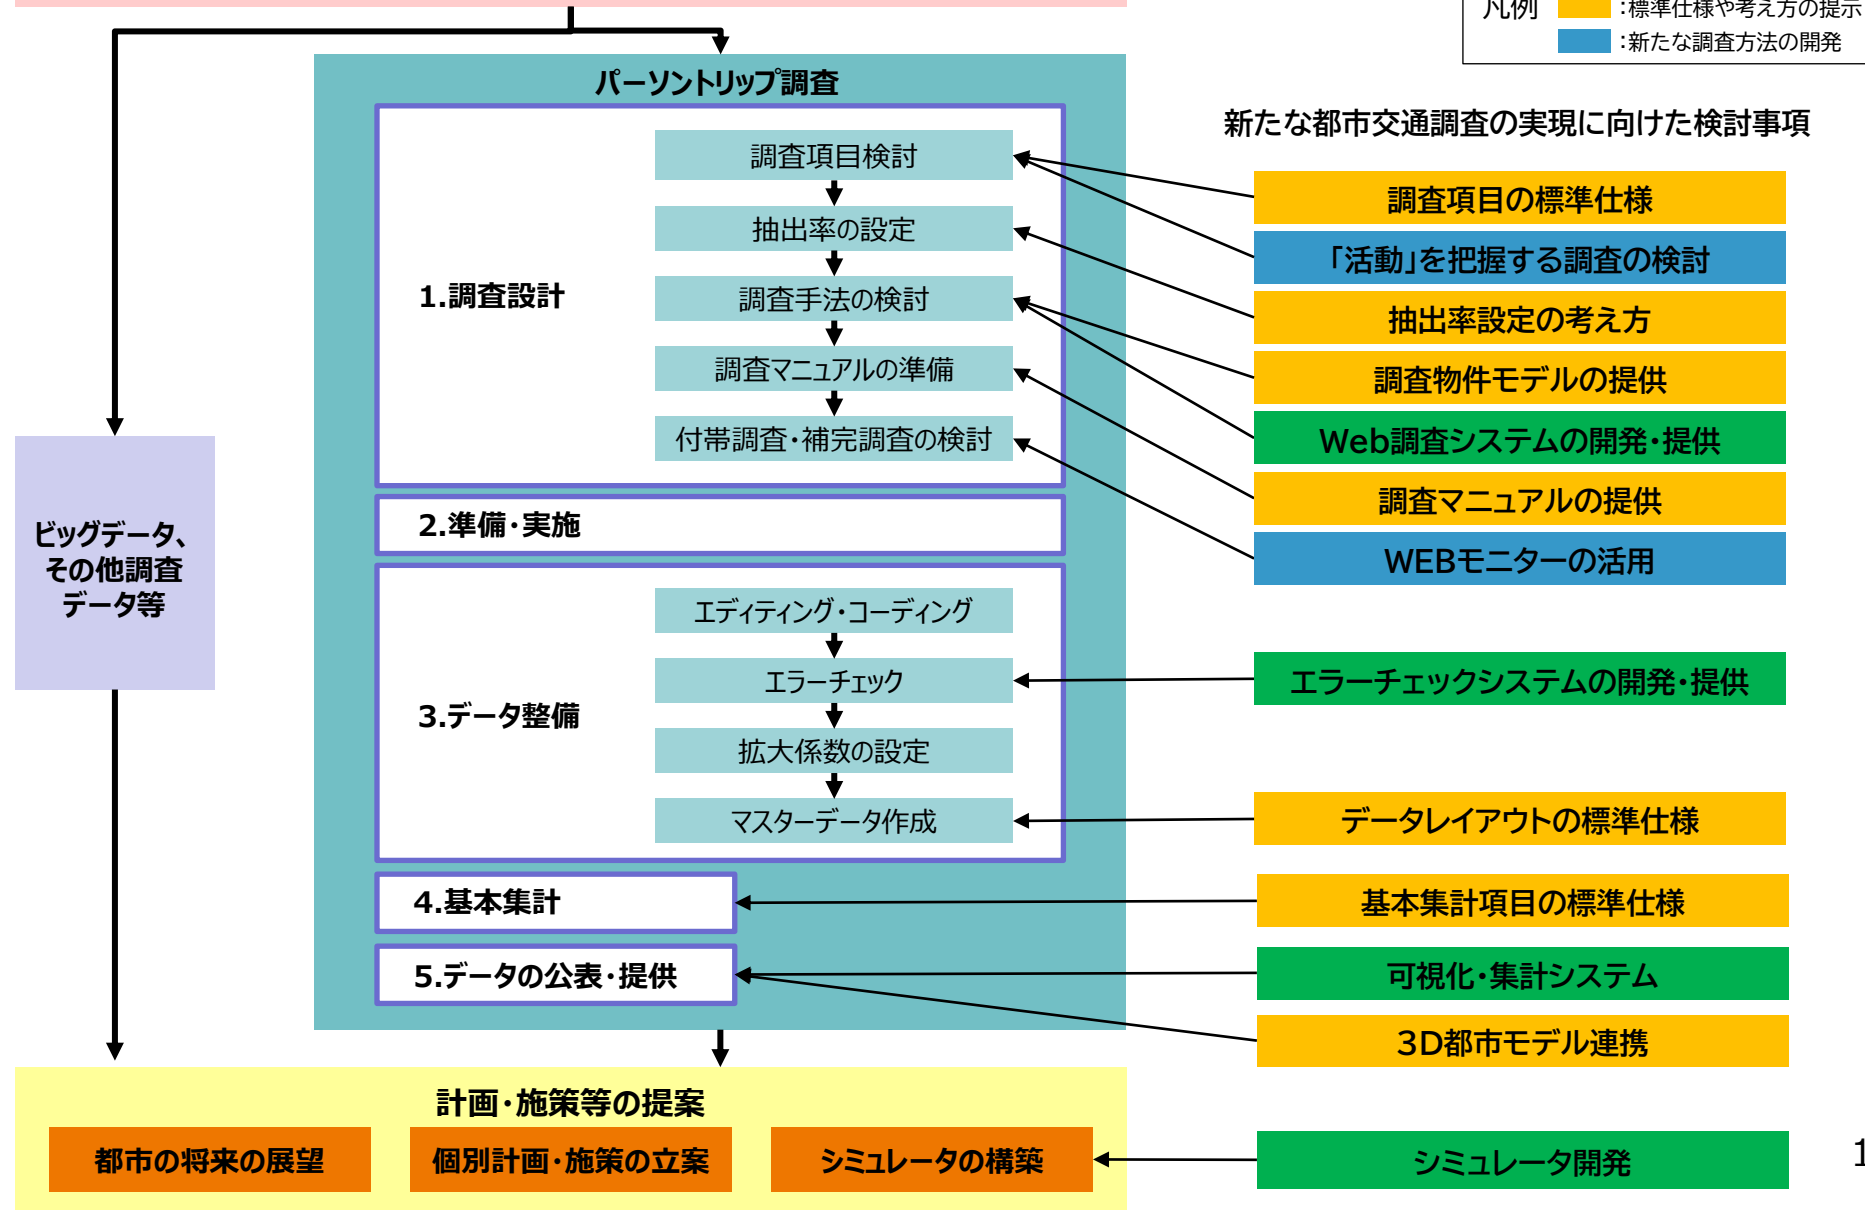 凡例
：標準仕様や考え方の提示
：新たな調査方法の開発
パーソントリップ調査
新たな都市交通調査の実現に向けた検討事項
1.調査設計
調査項目検討
抽出率の設定
調査手法の検討
調査マニュアルの準備
付帯調査・補完調査の検討
調査項目の標準仕様
「活動」を把握する調査の検討
抽出率設定の考え方
調査物件モデルの提供
Web調査システムの開発・提供
調査マニュアルの提供
WEBモニターの活用
2.準備・実施
ビッグデータ、
その他調査
データ等
3.データ整備
エディティング・コーディング
エラーチェック
拡大係数の設定
マスターデータ作成
エラーチェックシステムの開発・提供
データレイアウトの標準仕様
4.基本集計
基本集計項目の標準仕様
5.データの公表・提供
可視化・集計システム
3D都市モデル連携
計画・施策等の提案
都市の将来の展望
個別計画・施策の立案
シミュレータの構築
シミュレータ開発